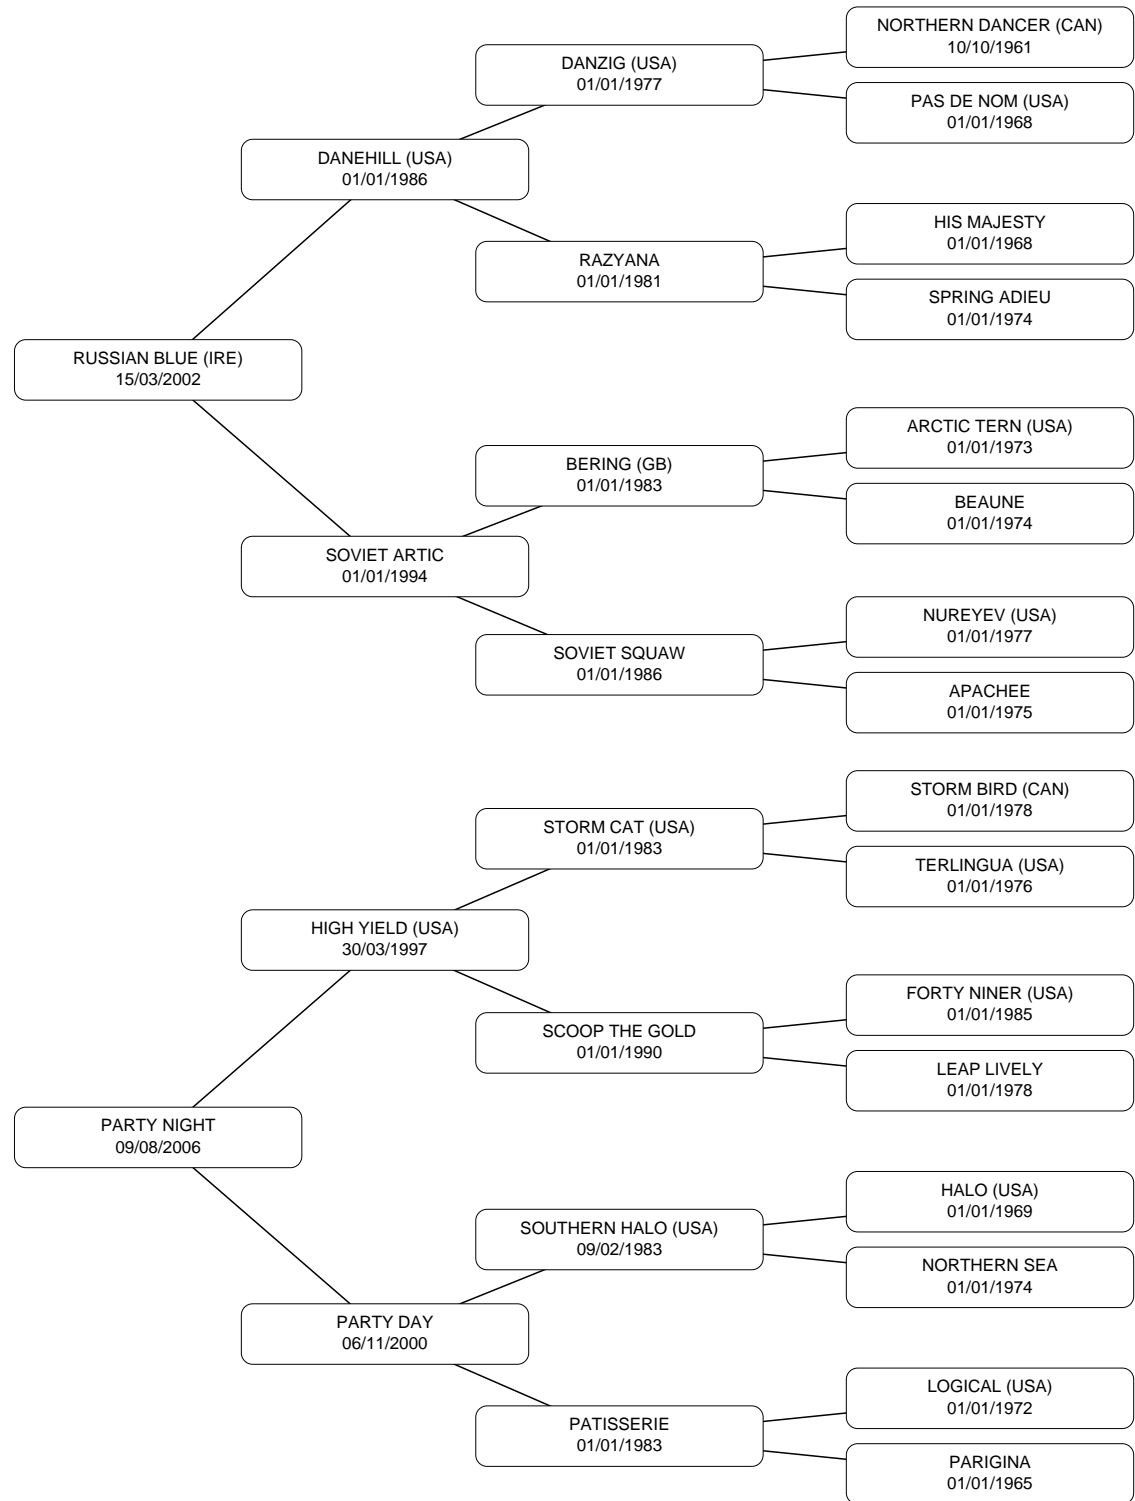 NORTHERN DANCER (CAN)
10/10/1961
DANZIG (USA)
01/01/1977
PAS DE NOM (USA)
01/01/1968
DANEHILL (USA)
01/01/1986
HIS MAJESTY
01/01/1968
RAZYANA
01/01/1981
SPRING ADIEU
01/01/1974
RUSSIAN BLUE (IRE)
15/03/2002
ARCTIC TERN (USA)
01/01/1973
BERING (GB)
01/01/1983
BEAUNE
01/01/1974
SOVIET ARTIC
01/01/1994
NUREYEV (USA)
01/01/1977
SOVIET SQUAW
01/01/1986
APACHEE
01/01/1975
STORM BIRD (CAN)
01/01/1978
STORM CAT (USA)
01/01/1983
TERLINGUA (USA)
01/01/1976
HIGH YIELD (USA)
30/03/1997
FORTY NINER (USA)
01/01/1985
SCOOP THE GOLD
01/01/1990
LEAP LIVELY
01/01/1978
PARTY NIGHT
09/08/2006
HALO (USA)
01/01/1969
SOUTHERN HALO (USA)
09/02/1983
NORTHERN SEA
01/01/1974
PARTY DAY
06/11/2000
LOGICAL (USA)
01/01/1972
PATISSERIE
01/01/1983
PARIGINA
01/01/1965